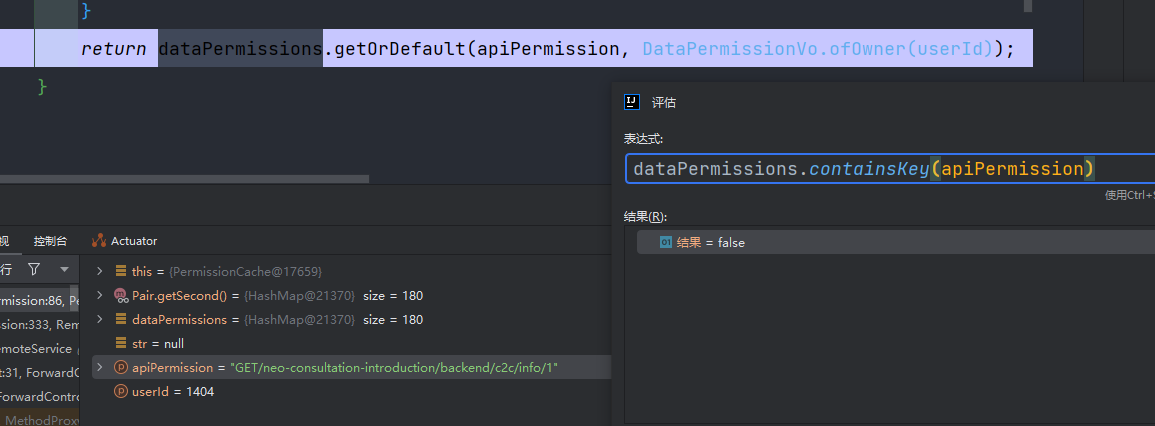 }
return dataPermissions.getOrDefault(apiPermission, DataPermissionVo.ofOwner(userId));
}
评估
表达式:
dataPermissions.containsKey(apiPermission)
使用Ctrl+
结果(R):
结果 = false
视 控制台 Actuator
行
this = {PermissionCache@17659}
rmission:86, Pe
Pair.getSecond() = {HashMap@21370} size = 180
ssion:333, Rem
dataPermissions = {HashMap@21370} size = 180
emoteService
str = null
t:31, ForwardC
apiPermission = "GET/neo-consultation-introduction/backend/c2c/info/1"
ForwardContro
userId = 1404
MethodProx